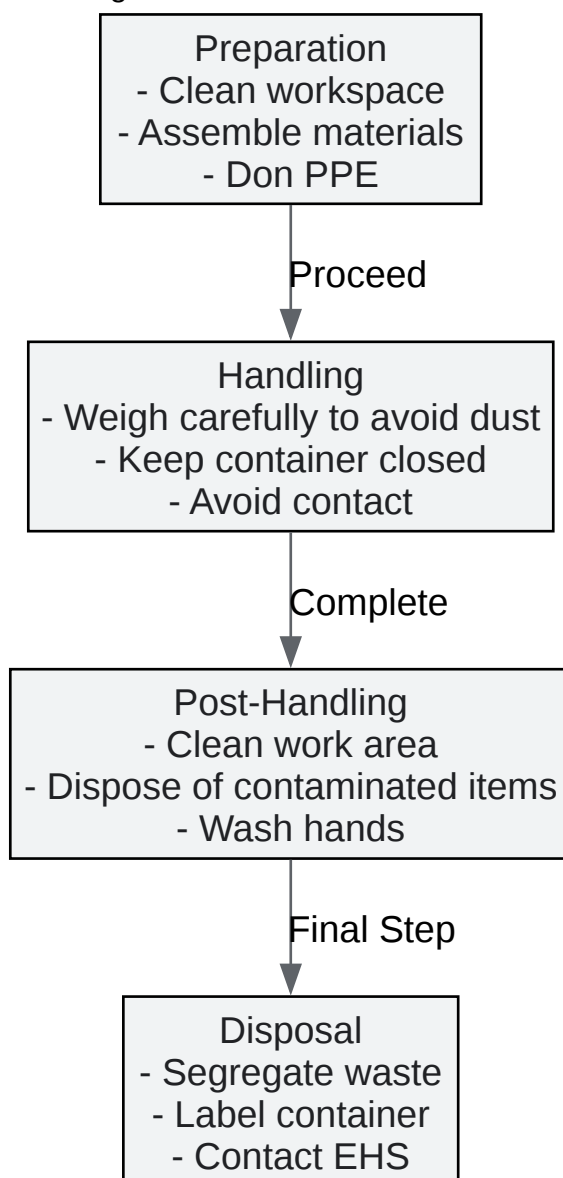 Preparation
- Clean workspace
- Assemble materials
- Don PPE
Proceed
Handling
- Weigh carefully to avoid dust
- Keep container closed
- Avoid contact
Complete
Post-Handling
- Clean work area
- Dispose of contaminated items
- Wash hands
Final Step
Disposal
- Segregate waste
- Label container
- Contact EHS